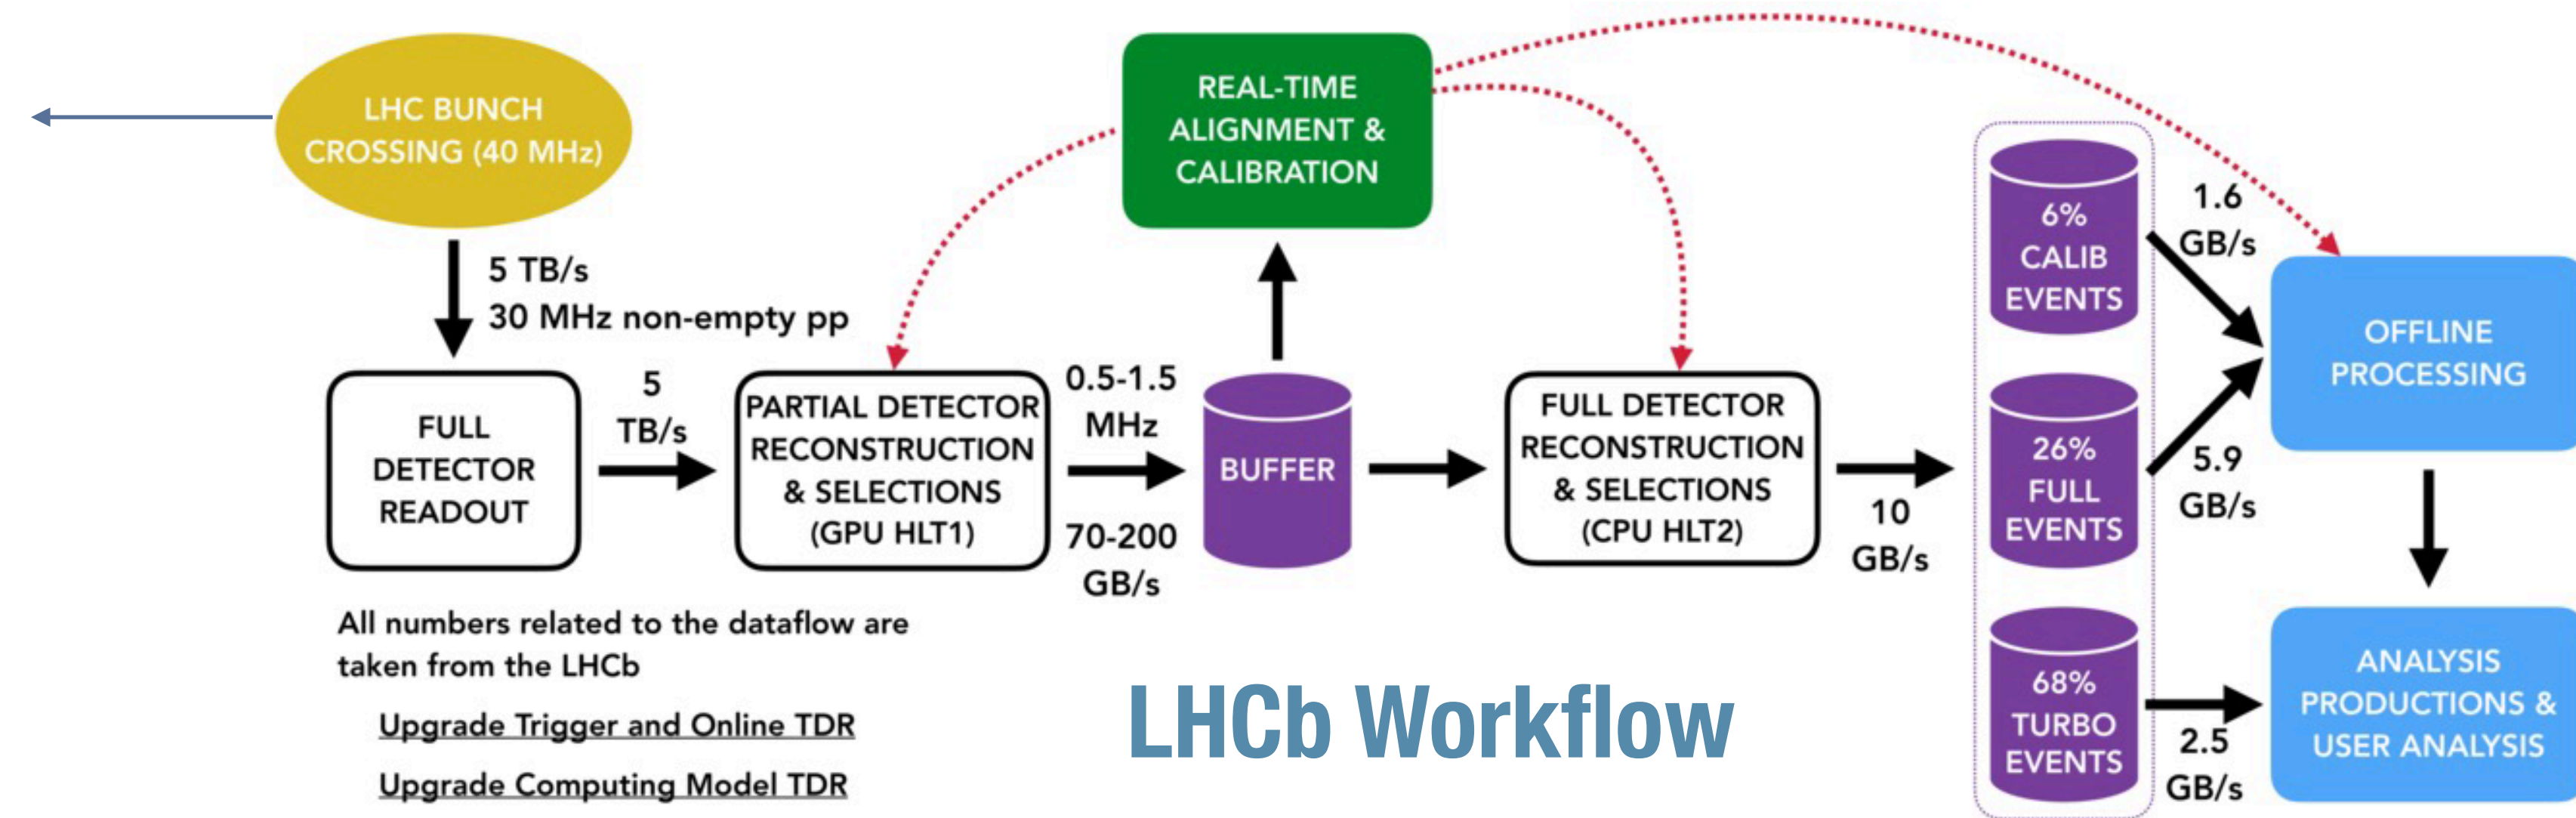 LHC BUNCH
CROSSING (40 MHz)
5 TB/s
30 MHz non-empty pp
FULL
DETECTOR
READOUT
5
TB/s
PARTIAL DETECTOR
RECONSTRUCTION
& SELECTIONS
(GPU HLT1)
0.5-1.5
MHz
70-200
GB/s
REAL-TIME
ALIGNMENT &
CALIBRATION
BUFFER
FULL DETECTOR
RECONSTRUCTION
& SELECTIONS
(CPU HLT2)
10
GB/s
6%
CALIB
EVENTS
26%
FULL
EVENTS
68%
TURBO
EVENTS
1.6
GB/s
5.9
GB/s
2.5
GB/s
OFFLINE
PROCESSING
ANALYSIS
PRODUCTIONS &
USER ANALYSIS
All numbers related to the dataflow are
taken from the LHCb
Upgrade Trigger and Online TDR
Upgrade Computing Model TDR
LHCb Workflow